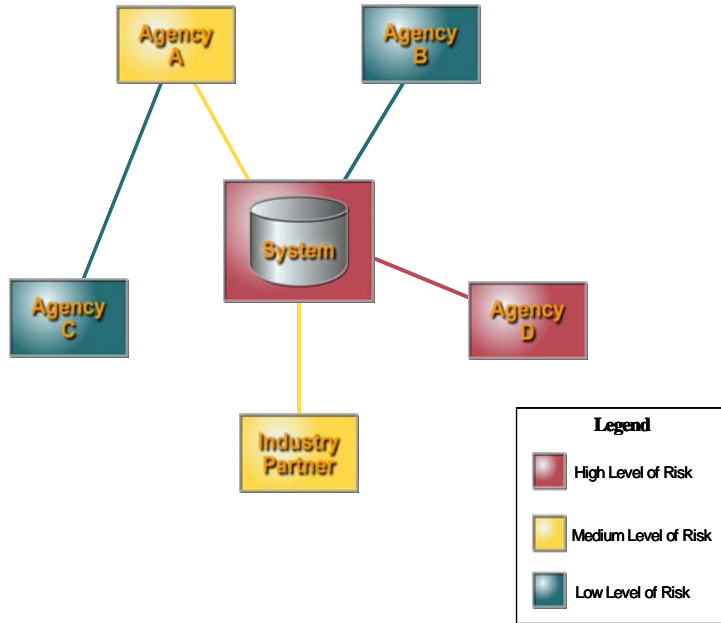 Agency
A
Agency
B
System
Agency
C
Agency
D
Industry
Partner
Legend
High Level of Risk
Medium Level of Risk
Low Level of Risk